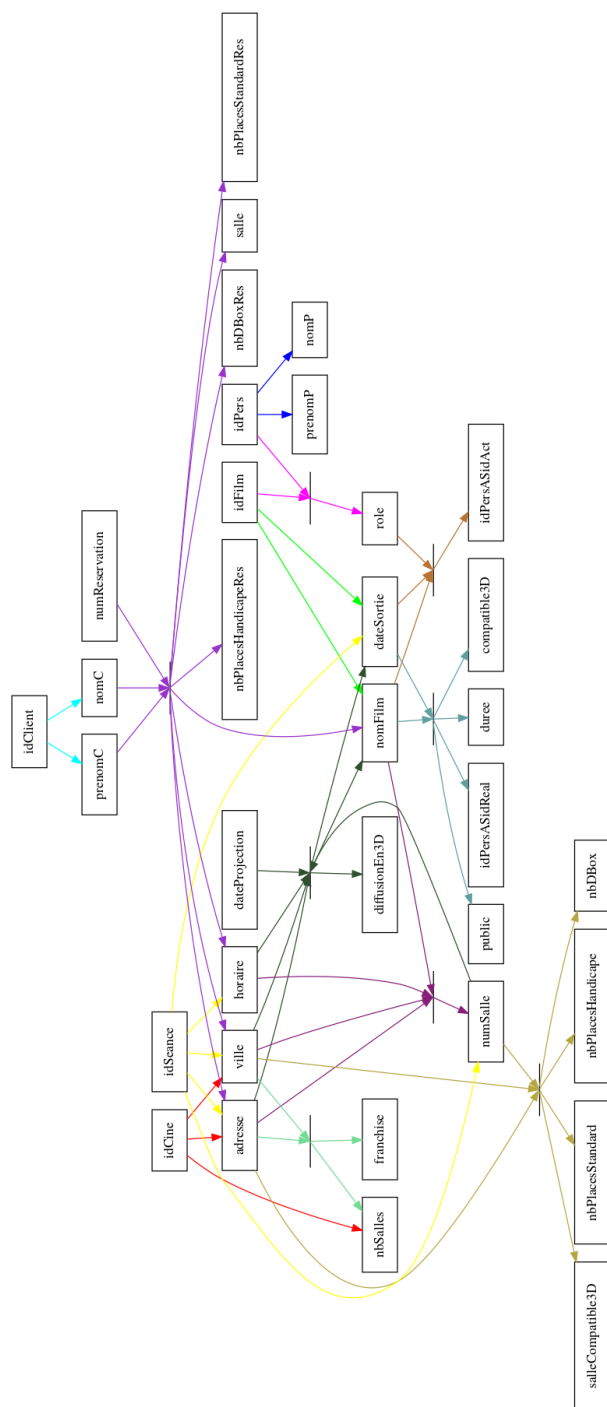 idClient
prenomC
nomC
numReservation
idCine
idSeance
adresse
ville
horaire
dateProjection
nbPlacesHandicapeRes
idFilm
idPers
nbDBoxRes
salle
nbPlacesStandardRes
prenomP
nomP
nbSalles
franchise
diffusionEn3D
nomFilm
dateSortie
role
numSalle
public
idPersASidReal
duree
compatible3D
idPersASidAct
salleCompatible3D
nbPlacesStandard
nbPlacesHandicape
nbDBox